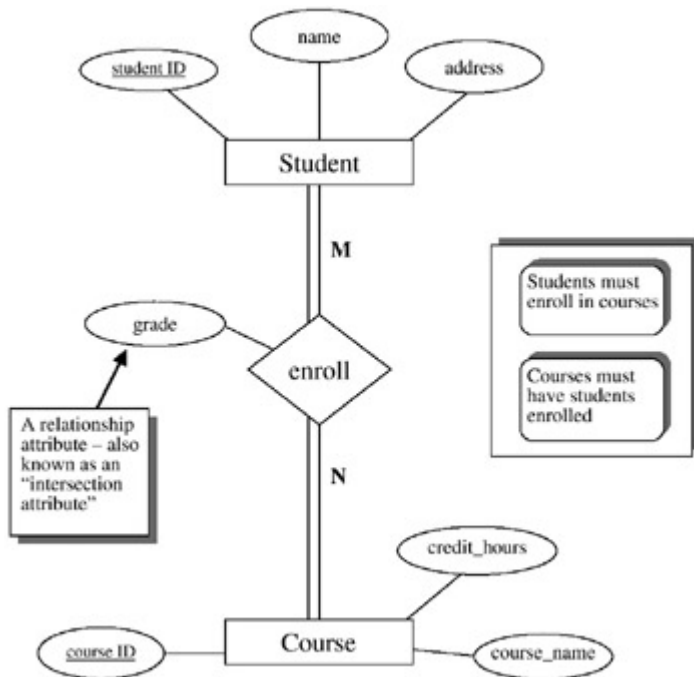 name
student ID
address
Student
M
Students must
enroll in courses
grade
enroll
Courses must
have students
enrolled
A relationship
attribute – also
known as an
“intersection
attribute”
N
credit_hours
Course
course ID
course_name